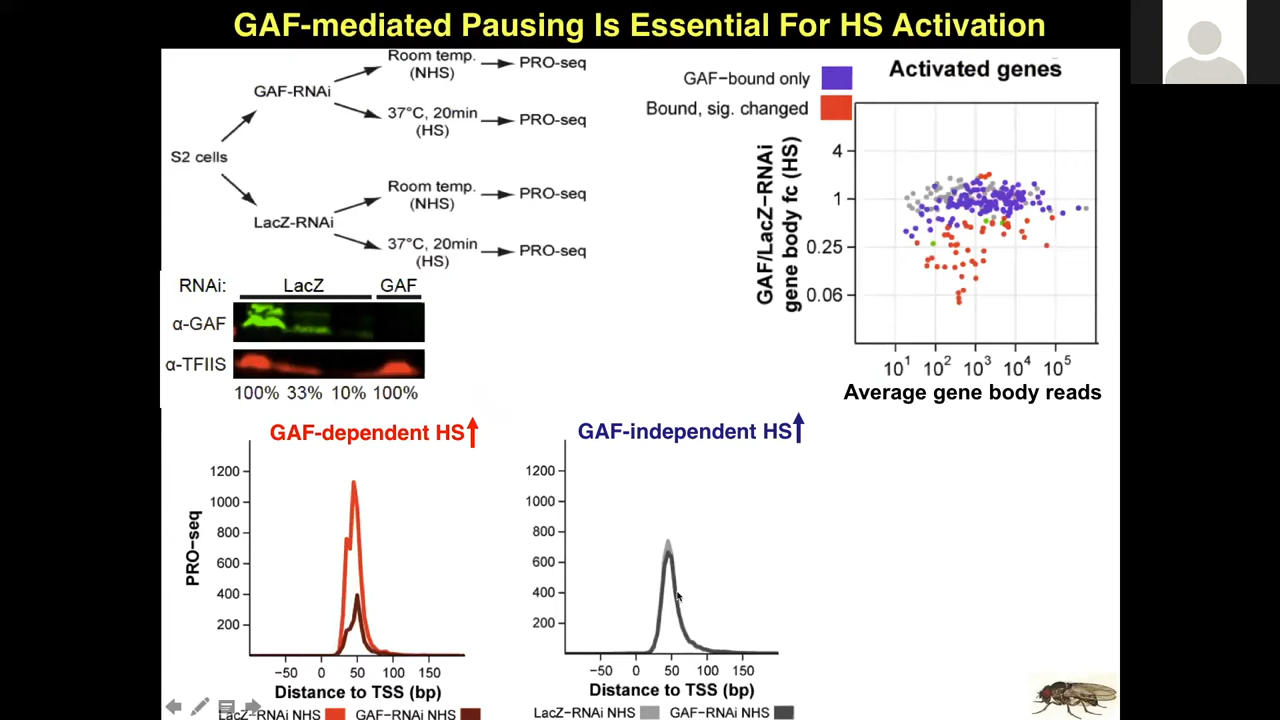 GAF-mediated Pausing Is Essential For HS Activation
Room temp.
(NHS)
PRO-seq
GAF-RNAi
37°C, 20min
(HS)
PRO-seq
S2 cells
Room temp.
(NHS)
PRO-seq
LacZ-RNAi
37°C, 20min
(HS)
PRO-seq
RNAi:
LacZ
GAF
α-GAF
α-TFIIS
100%
33%
10%
100%
GAF−bound only
Bound, sig. changed
Activated genes
GAF/LacZ−RNAi
gene body fc (HS)
4
1
0.25
0.06
10¹
10²
10³
10⁴
10⁵
Average gene body reads
GAF-dependent HS
1200
1000
800
600
400
200
PRO−seq
−50
0
50
100
150
Distance to TSS (bp)
LacZ−RNAi NHS
GAF−RNAi NHS
GAF-independent HS
1200
1000
800
600
400
200
−50
0
50
100
150
Distance to TSS (bp)
LacZ−RNAi NHS
GAF−RNAi NHS